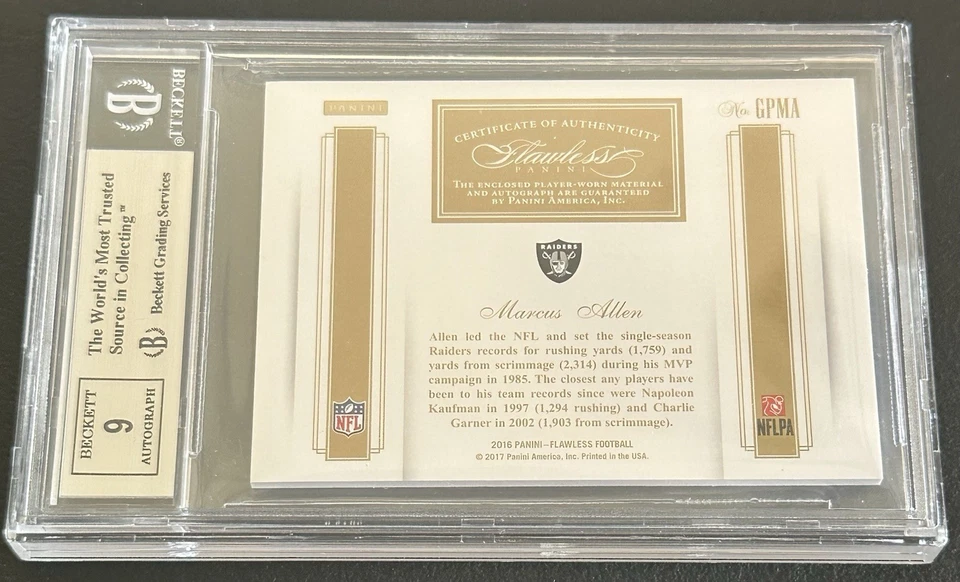 BECKETT®
B
The World's Most Trusted
Source in Collecting™
B Beckett Grading Services
BECKETT
9
AUTOGRAPH
PANINI
No. GPMA
CERTIFICATE OF AUTHENTICITY
Flawless
PANINI
THE ENCLOSED PLAYER-WORN MATERIAL
AND AUTOGRAPH ARE GUARANTEED
BY PANINI AMERICA, INC.
RAIDERS
Marcus Allen
Allen led the NFL and set the single-season
Raiders records for rushing yards (1,759) and
yards from scrimmage (2,314) during his MVP
campaign in 1985. The closest any players have
been to his team records since were Napoleon
Kaufman in 1997 (1,294 rushing) and Charlie
Garner in 2002 (1,903 from scrimmage).
NFL
NFLPA
2016 PANINI–FLAWLESS FOOTBALL
© 2017 Panini America, Inc. Printed in the USA.